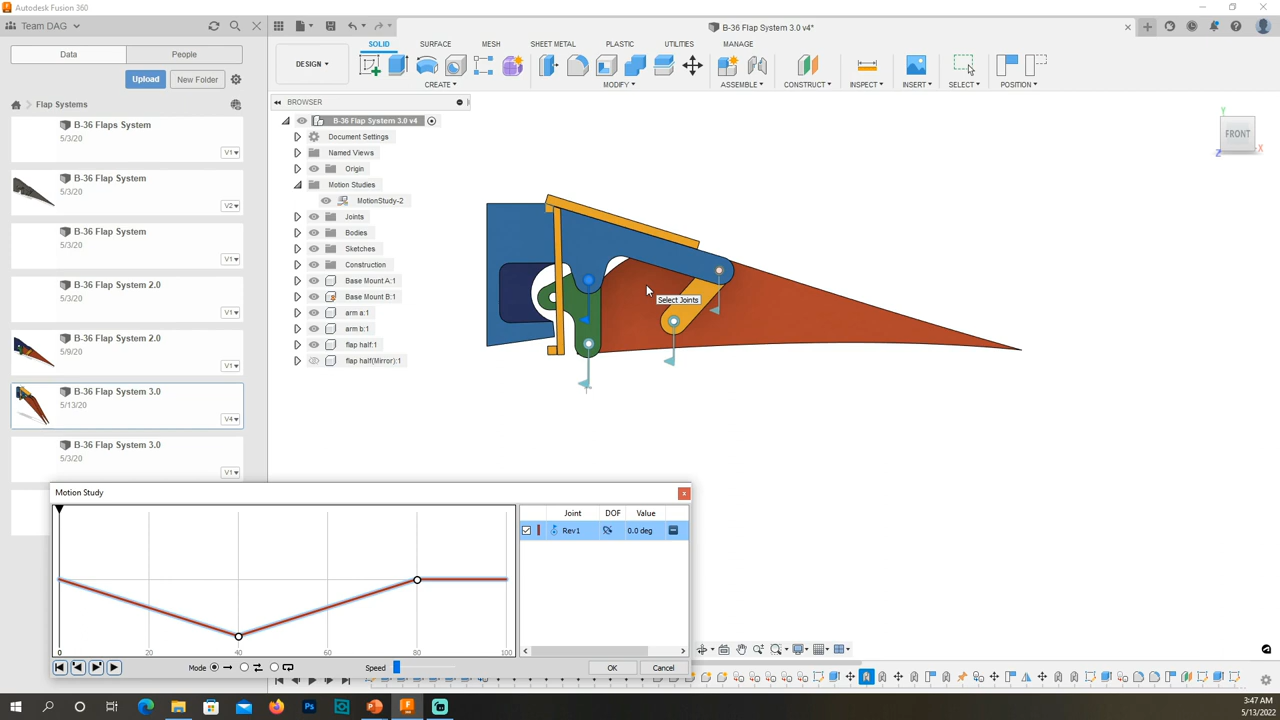 Autodesk Fusion 360
Team DAG
B-36 Flap System 3.0 v4*
Data
People
Upload
New Folder
Flap Systems
B-36 Flaps System
5/3/20
V1
B-36 Flap System
5/3/20
V2
B-36 Flap System
5/3/20
V1
B-36 Flap System 2.0
5/3/20
V1
B-36 Flap System 2.0
5/9/20
V1
B-36 Flap System 3.0
5/13/20
V4
B-36 Flap System 3.0
5/3/20
V1
DESIGN
SOLID
SURFACE
MESH
SHEET METAL
PLASTIC
UTILITIES
MANAGE
CREATE
MODIFY
ASSEMBLE
CONSTRUCT
INSPECT
INSERT
SELECT
POSITION
BROWSER
B-36 Flap System 3.0 v4
Document Settings
Named Views
Origin
Motion Studies
MotionStudy-2
Joints
Bodies
Sketches
Construction
Base Mount A:1
Base Mount B:1
arm a:1
arm b:1
flap half:1
flap half(Mirror):1
Select Joints
Y
FRONT
X
Z
Motion Study
0
20
40
60
80
100
Joint
DOF
Value
Rev1
0.0 deg
Mode
Speed
OK
Cancel
3:47 AM
5/13/2022